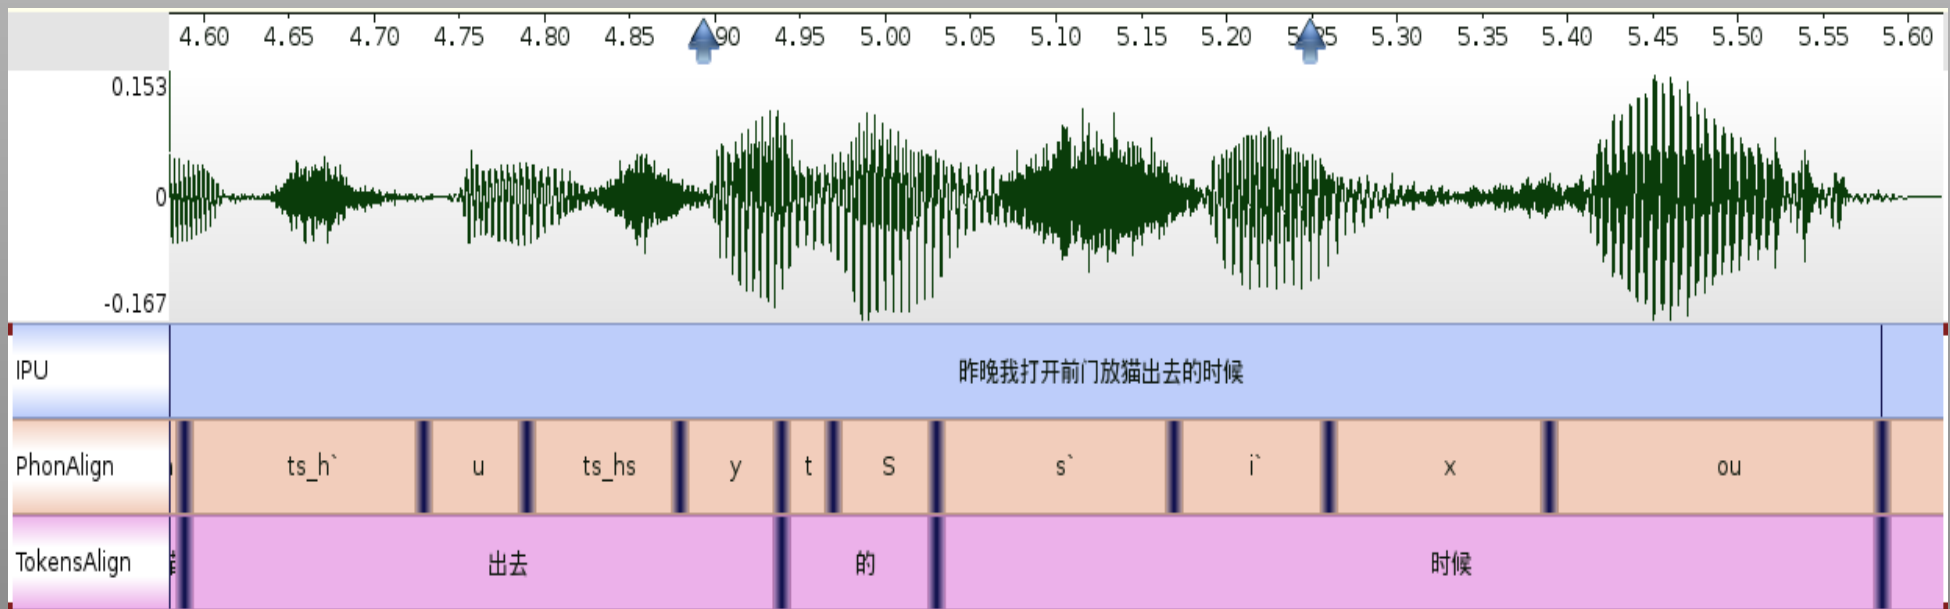 4.60 4.65 4.70 4.75 4.80 4.85 4.90 4.95 5.00 5.05 5.10 5.15 5.20 5.25 5.30 5.35 5.40 5.45 5.50 5.55 5.60
0.153
0
-0.167
IPU 昨晚我打开前门放猫出去的时候
PhonAlign ts_h` u ts_hs y t S s` i` x ou
TokensAlign 出去 的 时候